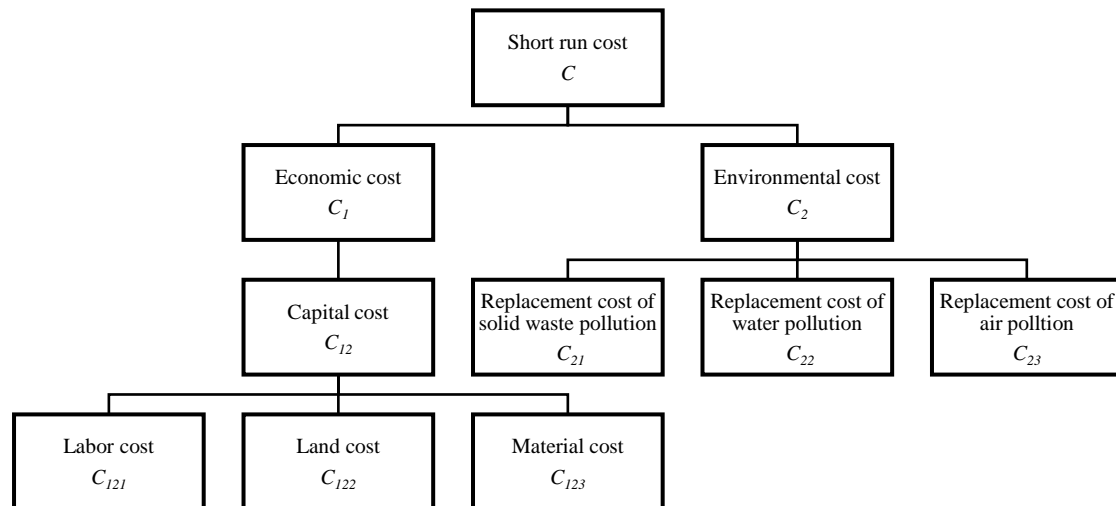 Short run cost
C
Economic cost
C1
Environmental cost
C2
Capital cost
C12
Replacement cost of
solid waste pollution
C21
Replacement cost of
water pollution
C22
Replacement cost of
air polltion
C23
Labor cost
C121
Land cost
C122
Material cost
C123